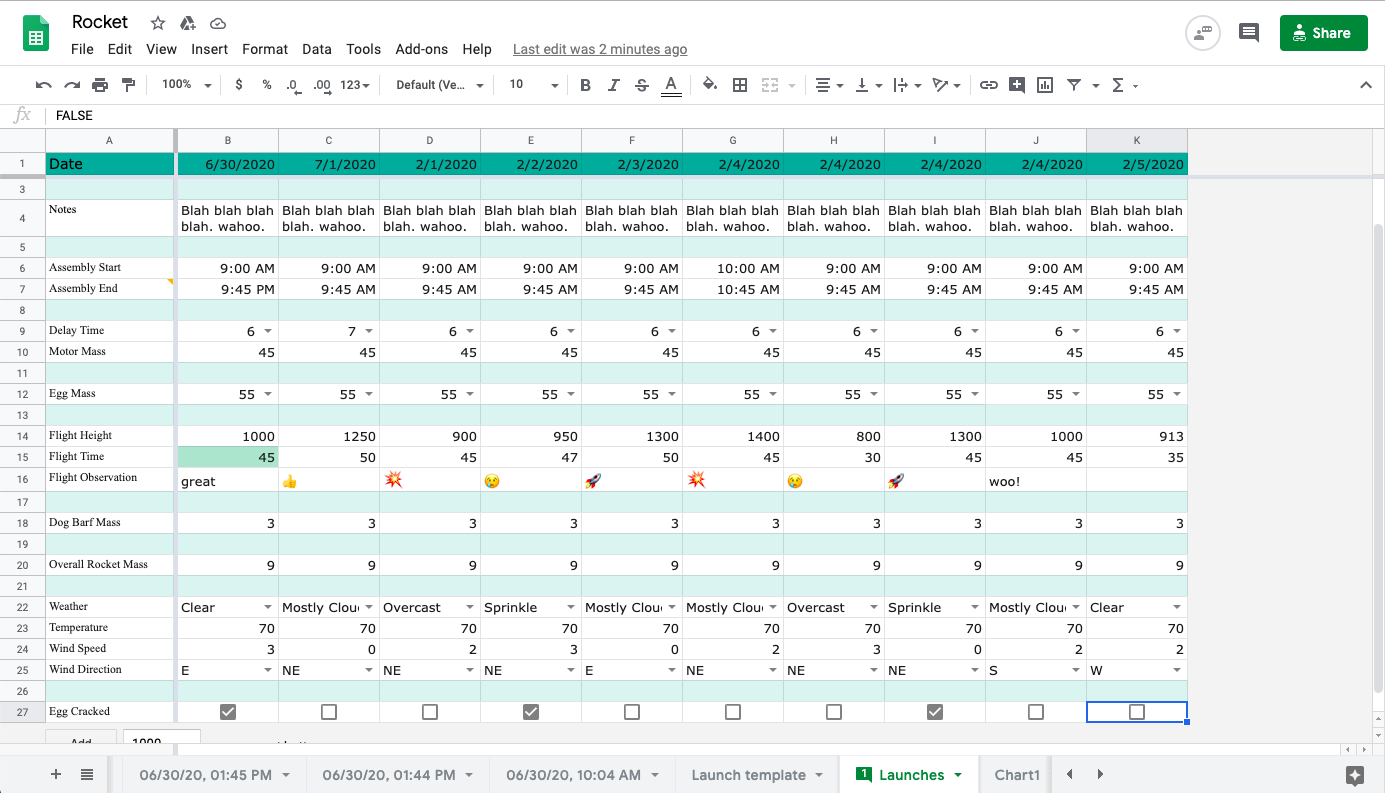 Rocket
File Edit View Insert Format Data Tools Add-ons Help Last edit was 2 minutes ago
Share
100% $ % .0 .00 123 Default (Ve... 10 B I S A
fx FALSE
A B C D E F G H I J K
1 Date 6/30/2020 7/1/2020 2/1/2020 2/2/2020 2/3/2020 2/4/2020 2/4/2020 2/4/2020 2/4/2020 2/5/2020
3
4 Notes Blah blah blah Blah blah blah Blah blah blah Blah blah blah Blah blah blah Blah blah blah Blah blah blah Blah blah blah Blah blah blah Blah blah blah
blah. wahoo. blah. wahoo. blah. wahoo. blah. wahoo. blah. wahoo. blah. wahoo. blah. wahoo. blah. wahoo. blah. wahoo. blah. wahoo.
5
6 Assembly Start 9:00 AM 9:00 AM 9:00 AM 9:00 AM 9:00 AM 10:00 AM 9:00 AM 9:00 AM 9:00 AM 9:00 AM
7 Assembly End 9:45 PM 9:45 AM 9:45 AM 9:45 AM 9:45 AM 10:45 AM 9:45 AM 9:45 AM 9:45 AM 9:45 AM
8
9 Delay Time 6 7 6 6 6 6 6 6 6 6
10 Motor Mass 45 45 45 45 45 45 45 45 45 45
11
12 Egg Mass 55 55 55 55 55 55 55 55 55 55
13
14 Flight Height 1000 1250 900 950 1300 1400 800 1300 1000 913
15 Flight Time 45 50 45 47 50 45 30 45 45 35
16 Flight Observation great 👍 💥 😢 🚀 💥 😢 🚀 woo!
17
18 Dog Barf Mass 3 3 3 3 3 3 3 3 3 3
19
20 Overall Rocket Mass 9 9 9 9 9 9 9 9 9 9
21
22 Weather Clear Mostly Clou Overcast Sprinkle Mostly Clou Mostly Clou Overcast Sprinkle Mostly Clou Clear
23 Temperature 70 70 70 70 70 70 70 70 70 70
24 Wind Speed 3 0 2 3 0 2 3 0 2 2
25 Wind Direction E NE NE NE E NE NE NE S W
26
27 Egg Cracked
Add 1000
06/30/20, 01:45 PM 06/30/20, 01:44 PM 06/30/20, 10:04 AM Launch template 1 Launches Chart1